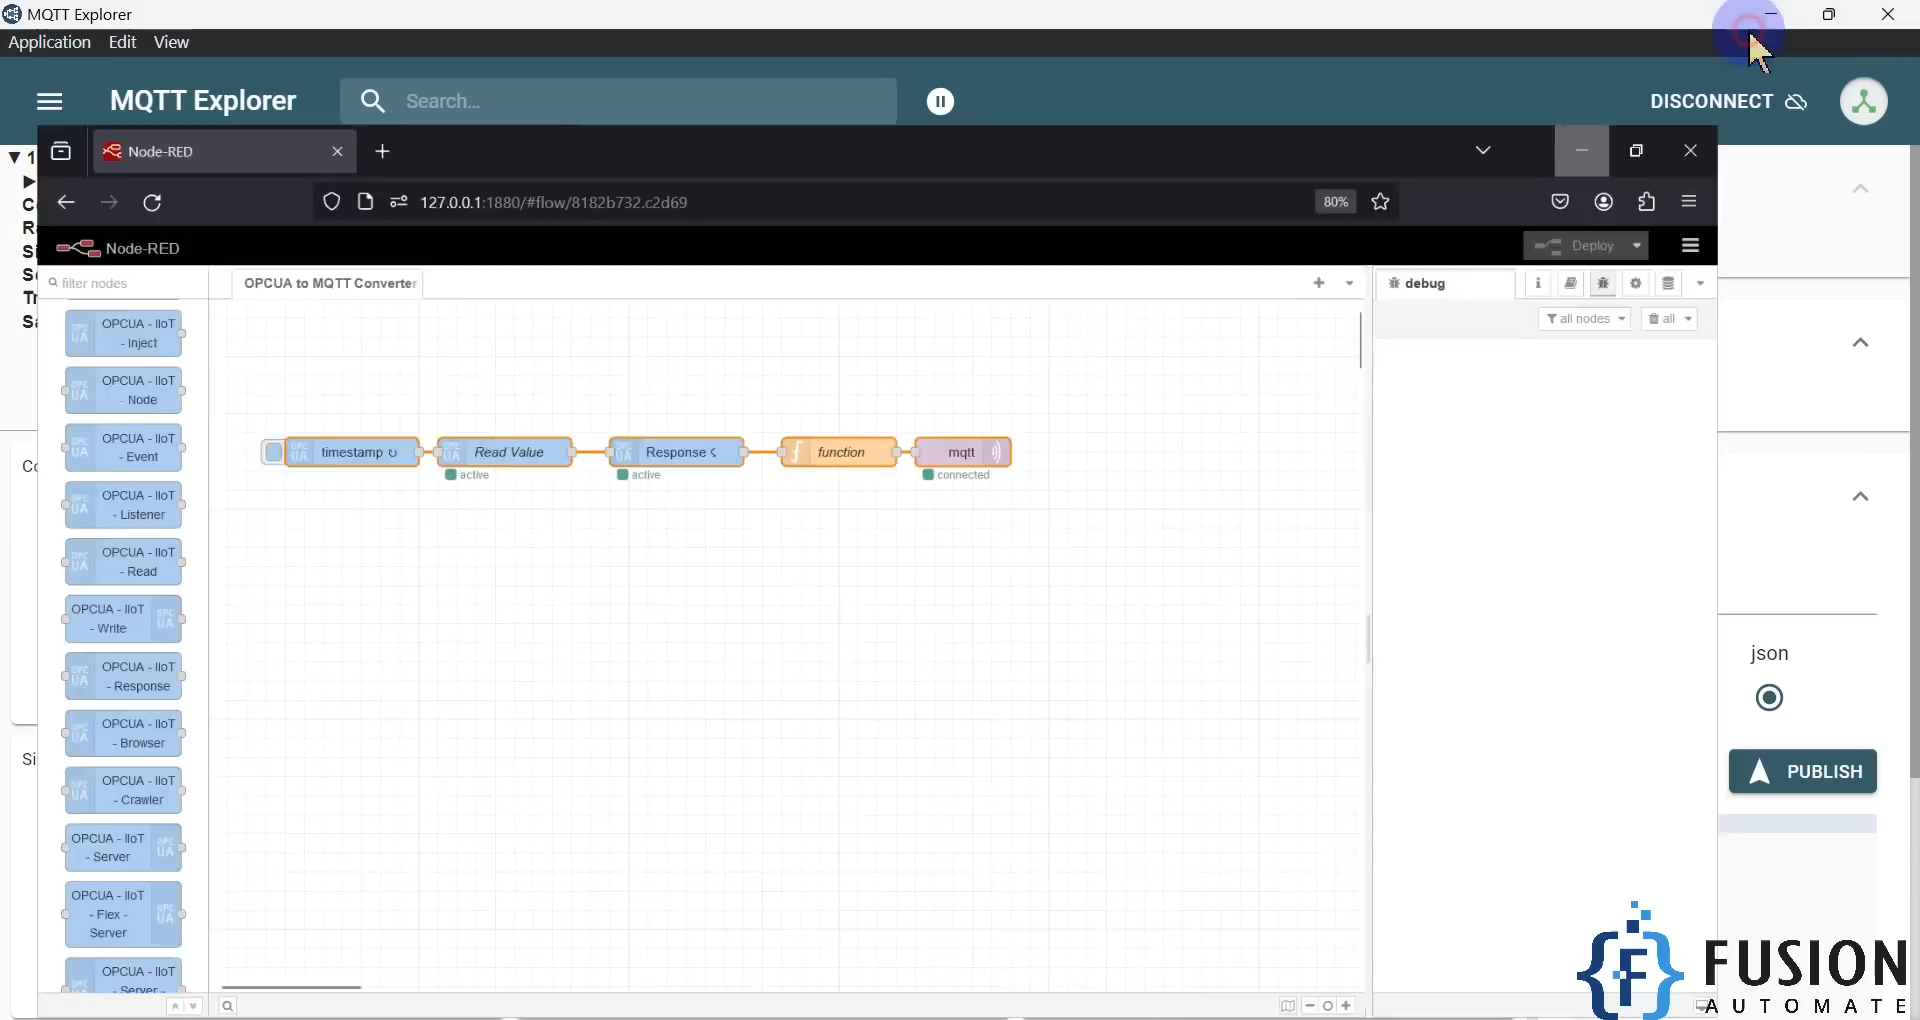 MQTT Explorer
Application Edit View
MQTT Explorer
Search...
DISCONNECT
Node-RED
127.0.0.1:1880/#flow/8182b732.c2d69
80%
Node-RED
Deploy
filter nodes
OPCUA to MQTT Converter
debug
all nodes
all
OPCUA - IIoT
- Inject
OPCUA - IIoT
- Node
OPCUA - IIoT
- Event
OPCUA - IIoT
- Listener
OPCUA - IIoT
- Read
OPCUA - IIoT
- Write
OPCUA - IIoT
- Response
OPCUA - IIoT
- Browser
OPCUA - IIoT
- Crawler
OPCUA - IIoT
- Server
OPCUA - IIoT
- Flex -
Server
OPCUA - IIoT
- Server -
timestamp ↻
Read Value
Response
function
mqtt
active
active
connected
json
PUBLISH
FUSION
AUTOMATE